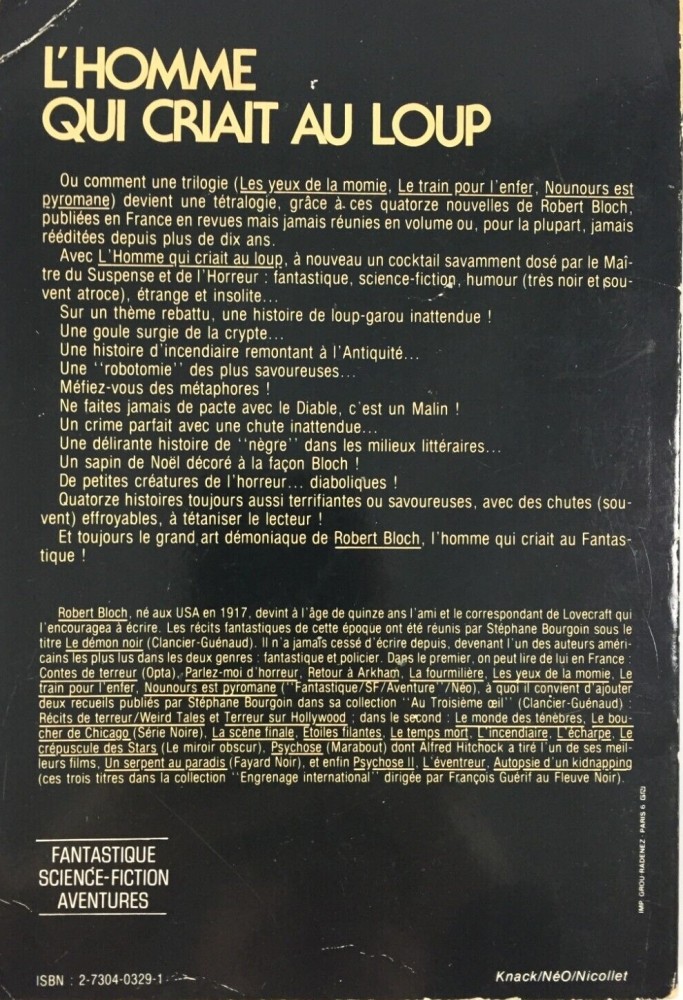 L'HOMME
QUI CRIAIT AU LOUP
Ou comment une trilogie (Les yeux de la momie, Le train pour l'enfer, Nounours est
pyromane) devient une tétralogie, grâce à ces quatorze nouvelles de Robert Bloch,
publiées en France en revues mais jamais réunies en volume ou, pour la plupart, jamais
rééditées depuis plus de dix ans.
Avec L'Homme qui criait au loup, à nouveau un cocktail savamment dosé par le Maî-
tre du Suspense et de l'Horreur : fantastique, science-fiction, humour (très noir et sou-
vent atroce), étrange et insolite...
Sur un thème rebattu, une histoire de loup-garou inattendue !
Une goule surgie de la crypte...
Une histoire d'incendiaire remontant à l'Antiquité...
Une ''robotomie'' des plus savoureuses...
Méfiez-vous des métaphores !
Ne faites jamais de pacte avec le Diable, c'est un Malin !
Un crime parfait avec une chute inattendue...
Une délirante histoire de ''nègre'' dans les milieux littéraires...
Un sapin de Noël décoré à la façon Bloch !
De petites créatures de l'horreur... diaboliques !
Quatorze histoires toujours aussi terrifiantes ou savoureuses, avec des chutes (sou-
vent) effroyables, à tétaniser le lecteur !
Et toujours le grand art démoniaque de Robert Bloch, l'homme qui criait au Fantas-
tique !
Robert Bloch, né aux USA en 1917, devint à l'âge de quinze ans l'ami et le correspondant de Lovecraft qui
l'encouragea à écrire. Les récits fantastiques de cette époque ont été réunis par Stéphane Bourgoin sous le
titre Le démon noir (Clancier-Guénaud). Il n'a jamais cessé d'écrire depuis, devenant l'un des auteurs améri-
cains les plus lus dans les deux genres : fantastique et policier. Dans le premier, on peut lire de lui en France :
Contes de terreur (Opta), Parlez-moi d'horreur, Retour à Arkham, La fourmilière, Les yeux de la momie, Le
train pour l'enfer, Nounours est pyromane (''Fantastique/SF/Aventure''/Néo), à quoi il convient d'ajouter
deux recueils publiés par Stéphane Bourgoin dans sa collection ''Au Troisième œil'' (Clancier-Guénaud) :
Récits de terreur/Weird Tales et Terreur sur Hollywood ; dans le second : Le monde des ténèbres, Le bou-
cher de Chicago (Série Noire), La scène finale, Etoiles filantes, Le temps mort, L'incendiaire, L'écharpe, Le
crépuscule des Stars (Le miroir obscur), Psychose (Marabout) dont Alfred Hitchock a tiré l'un de ses meil-
leurs films, Un serpent au paradis (Fayard Noir), et enfin Psychose II, L'éventreur, Autopsie d'un kidnapping
(ces trois titres dans la collection ''Engrenage international'' dirigée par François Guérif au Fleuve Noir).
IMP. GROU-RADENEZ - PARIS 6
FANTASTIQUE
SCIENCE-FICTION
AVENTURES
ISBN : 2-7304-0329-1
Knack/NéO/Nicollet